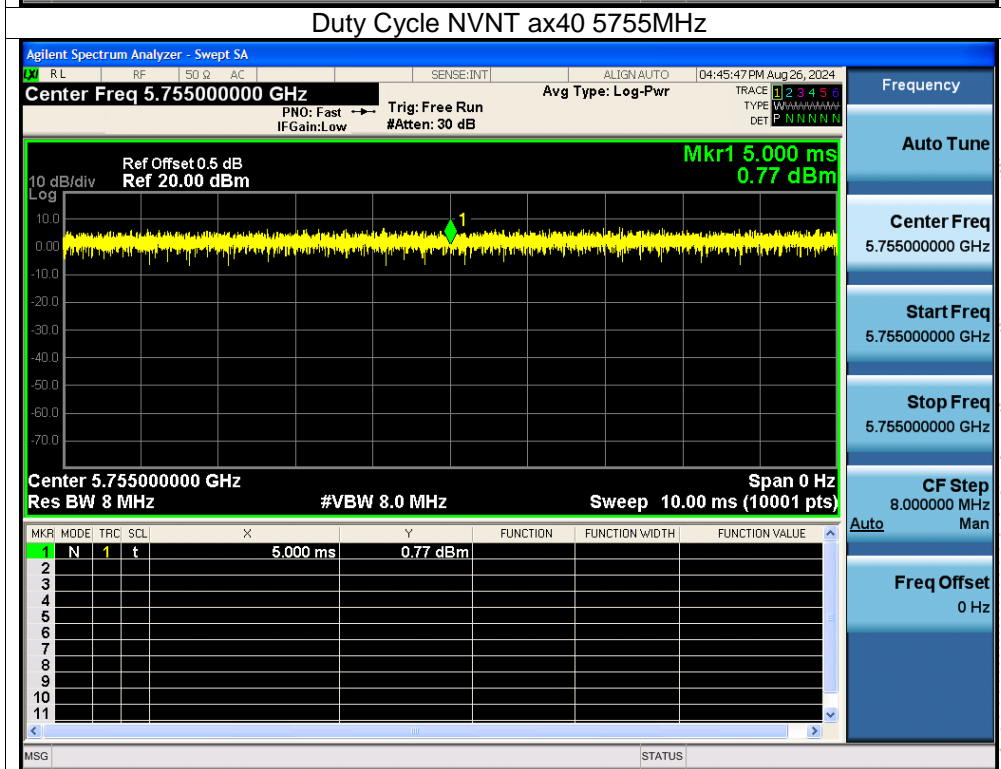 Duty Cycle NVNT ax40 5755MHz
Agilent Spectrum Analyzer - Swept SA
LXI RL RF 50 Ω AC SENSE:INT ALIGN AUTO 04:45:47 PM Aug 26, 2024
Center Freq 5.755000000 GHz
PNO: Fast
IFGain:Low
Trig: Free Run
#Atten: 30 dB
Avg Type: Log-Pwr
TRACE 1 2 3 4 5 6
TYPE WWWWWW
DET P N N N N N
Mkr1 5.000 ms
0.77 dBm
Ref Offset 0.5 dB
10 dB/div Ref 20.00 dBm
Log
10.0
0.00
-10.0
-20.0
-30.0
-40.0
-50.0
-60.0
-70.0
1
Center 5.755000000 GHz Span 0 Hz
Res BW 8 MHz #VBW 8.0 MHz Sweep 10.00 ms (10001 pts)
MKR MODE TRC SCL X Y FUNCTION FUNCTION WIDTH FUNCTION VALUE
1 N 1 t 5.000 ms 0.77 dBm
2
3
4
5
6
7
8
9
10
11
MSG STATUS
Frequency
Auto Tune
Center Freq
5.755000000 GHz
Start Freq
5.755000000 GHz
Stop Freq
5.755000000 GHz
CF Step
8.000000 MHz
Auto Man
Freq Offset
0 Hz